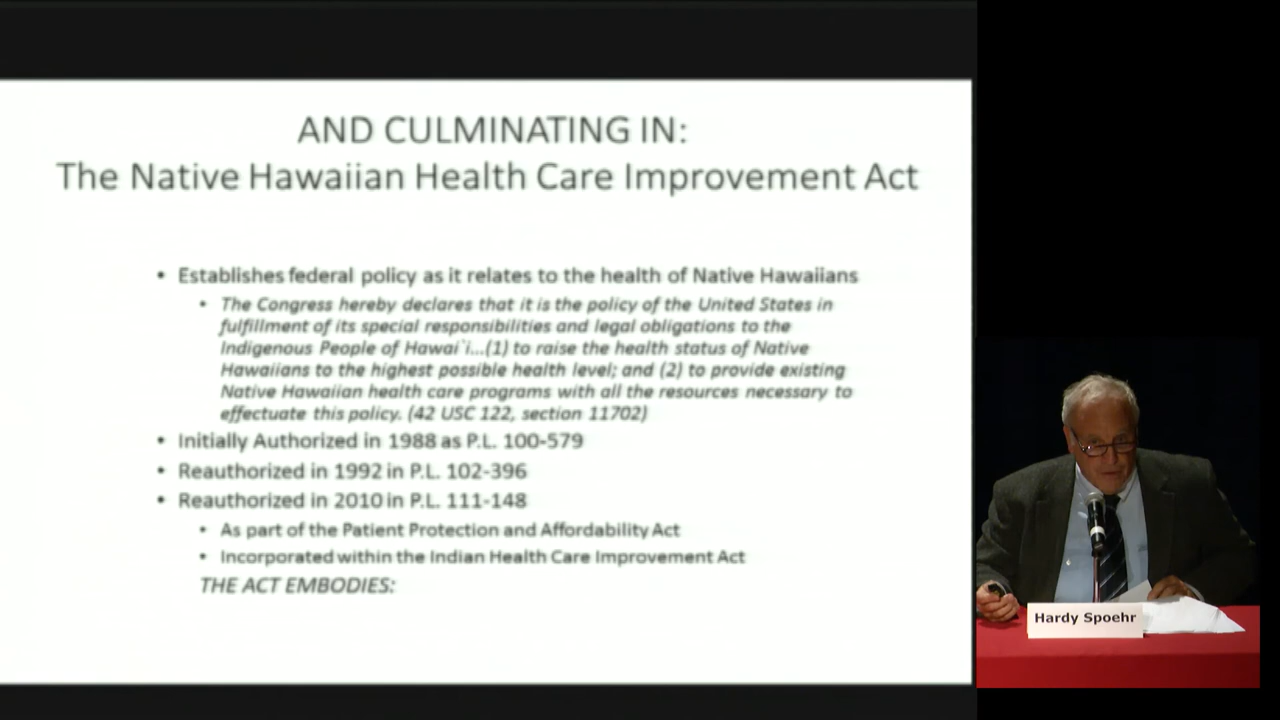 AND CULMINATING IN:
The Native Hawaiian Health Care Improvement Act
• Establishes federal policy as it relates to the health of Native Hawaiians
• The Congress hereby declares that it is the policy of the United States in
fulfillment of its special responsibilities and legal obligations to the
Indigenous People of Hawai`i...(1) to raise the health status of Native
Hawaiians to the highest possible health level; and (2) to provide existing
Native Hawaiian health care programs with all the resources necessary to
effectuate this policy. (42 USC 122, section 11702)
• Initially Authorized in 1988 as P.L. 100-579
• Reauthorized in 1992 in P.L. 102-396
• Reauthorized in 2010 in P.L. 111-148
• As part of the Patient Protection and Affordability Act
• Incorporated within the Indian Health Care Improvement Act
THE ACT EMBODIES:
Hardy Spoehr